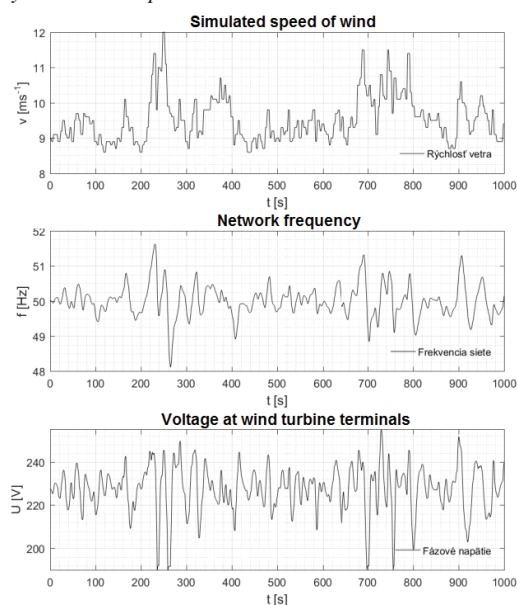 Simulated speed of wind
12
11
10
9
8
v [ms⁻¹]
Rýchlosť vetra
0 100 200 300 400 500 600 700 800 900 1000
t [s]
Network frequency
52
51
50
49
48
f [Hz]
Frekvencia siete
0 100 200 300 400 500 600 700 800 900 1000
t [s]
Voltage at wind turbine terminals
240
220
200
U [V]
Fázové napätie
0 100 200 300 400 500 600 700 800 900 1000
t [s]